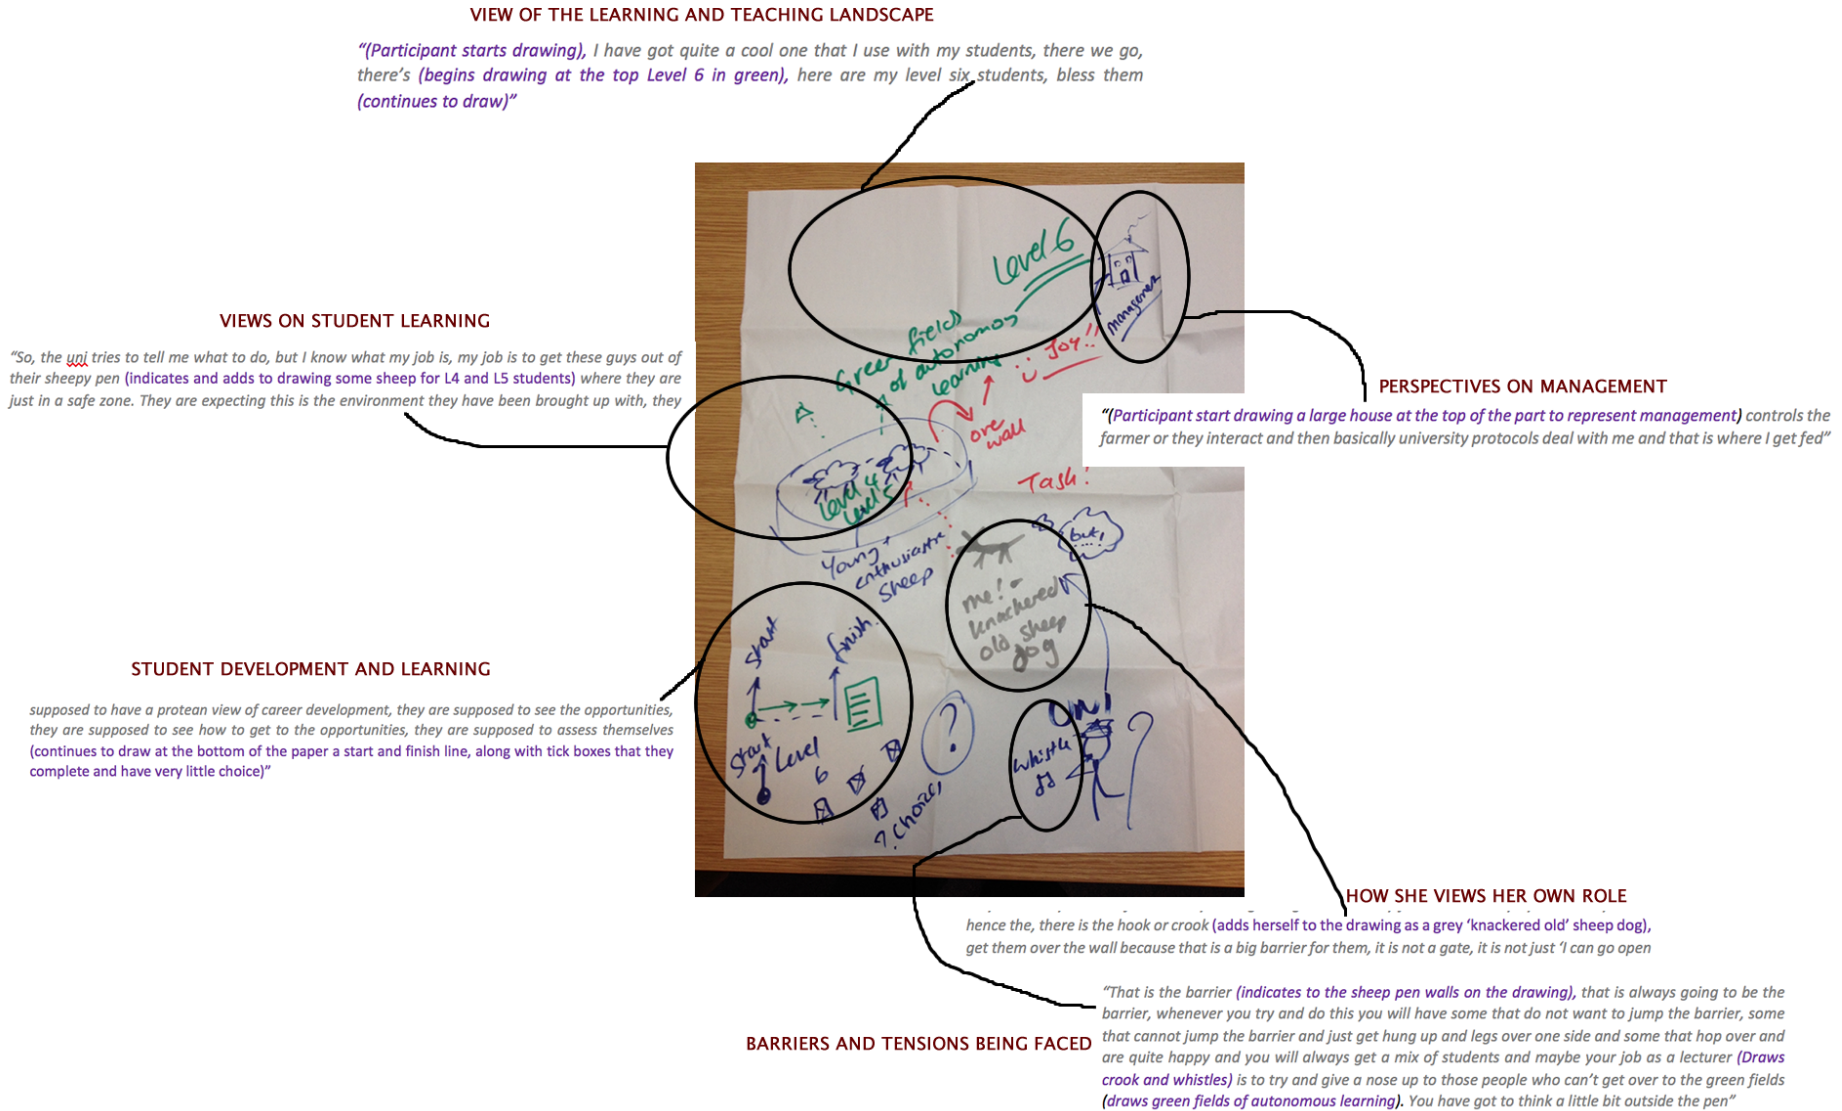 VIEW OF THE LEARNING AND TEACHING LANDSCAPE
“(Participant starts drawing), I have got quite a cool one that I use with my students, there we go,
there’s (begins drawing at the top Level 6 in green), here are my level six students, bless them
(continues to draw)”
Level 6
management
Green fields
of autonomous
learning
Joy!!
over
wall
Task!
Level 4
Level 5
Young +
enthusiastic
sheep
but!
me! -
knackered
old sheep
dog
start
finish
Start
Level
6
?
? Choice,
Uni
whistle
?
VIEWS ON STUDENT LEARNING
“So, the uni tries to tell me what to do, but I know what my job is, my job is to get these guys out of
their sheepy pen (indicates and adds to drawing some sheep for L4 and L5 students) where they are
just in a safe zone. They are expecting this is the environment they have been brought up with, they
PERSPECTIVES ON MANAGEMENT
“(Participant start drawing a large house at the top of the part to represent management) controls the
farmer or they interact and then basically university protocols deal with me and that is where I get fed”
STUDENT DEVELOPMENT AND LEARNING
supposed to have a protean view of career development, they are supposed to see the opportunities,
they are supposed to see how to get to the opportunities, they are supposed to assess themselves
(continues to draw at the bottom of the paper a start and finish line, along with tick boxes that they
complete and have very little choice)”
HOW SHE VIEWS HER OWN ROLE
hence the, there is the hook or crook (adds herself to the drawing as a grey ‘knackered old’ sheep dog),
get them over the wall because that is a big barrier for them, it is not a gate, it is not just ‘I can go open
BARRIERS AND TENSIONS BEING FACED
“That is the barrier (indicates to the sheep pen walls on the drawing), that is always going to be the
barrier, whenever you try and do this you will have some that do not want to jump the barrier, some
that cannot jump the barrier and just get hung up and legs over one side and some that hop over and
are quite happy and you will always get a mix of students and maybe your job as a lecturer (Draws
crook and whistles) is to try and give a nose up to those people who can’t get over to the green fields
(draws green fields of autonomous learning). You have got to think a little bit outside the pen”